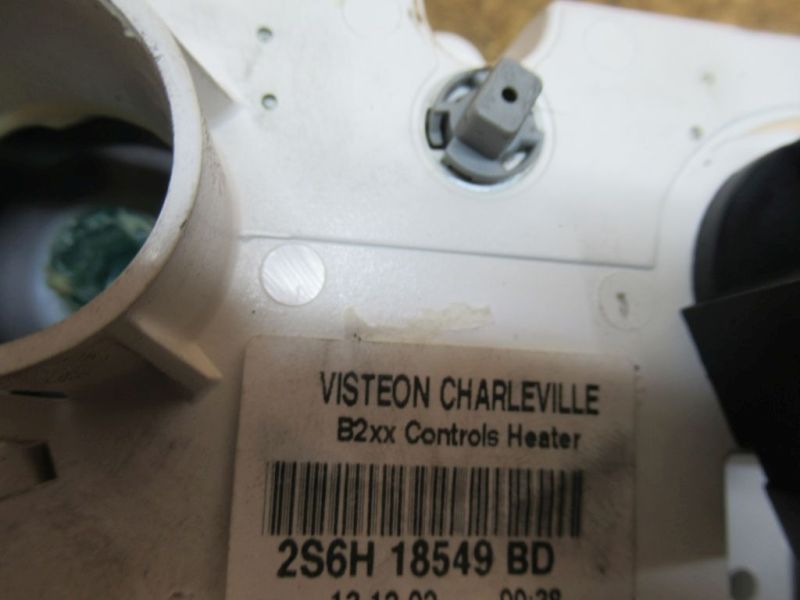 VISTEON CHARLEVILLE
B2xx Controls Heater
2S6H 18549 BD